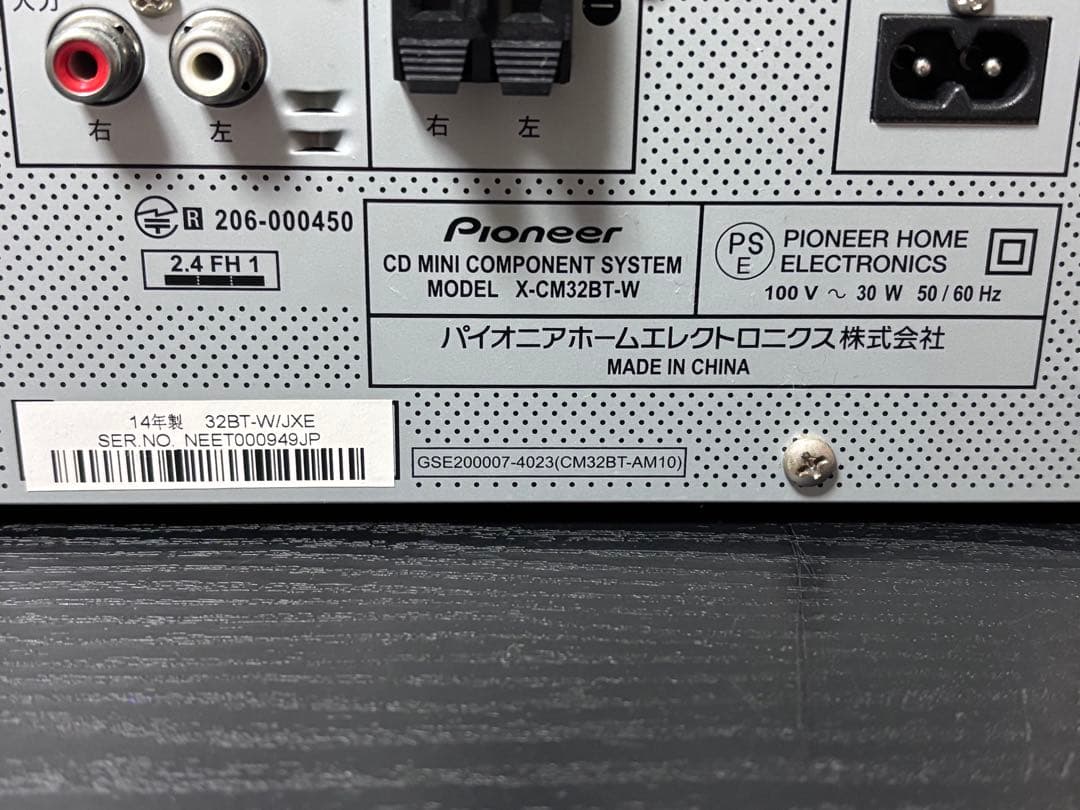 入力
右 左
右 左
R 206-000450
2.4 FH 1
Pioneer
CD MINI COMPONENT SYSTEM
MODEL X-CM32BT-W
PS
E
PIONEER HOME
ELECTRONICS
100 V ～ 30 W 50 / 60 Hz
パイオニアホームエレクトロニクス株式会社
MADE IN CHINA
14年製 32BT-W/JXE
SER.NO. NEET000949JP
GSE200007-4023(CM32BT-AM10)